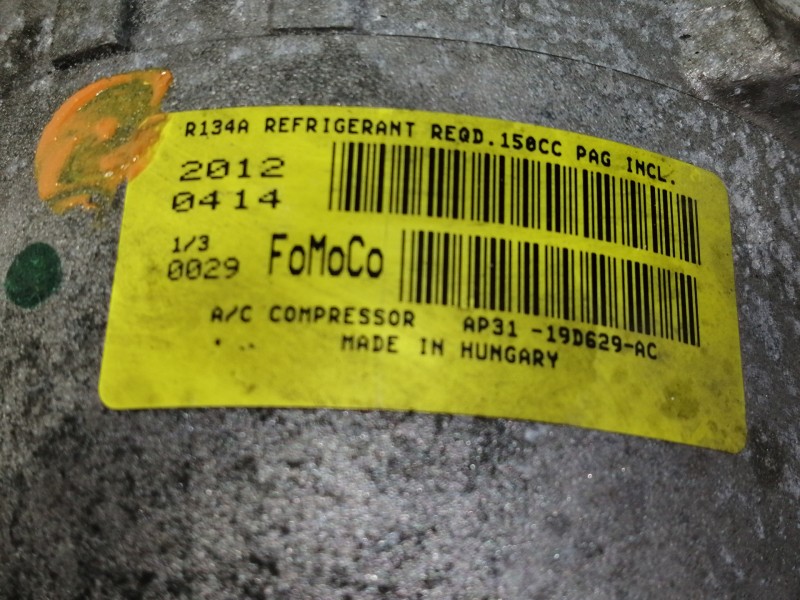 R134A REFRIGERANT REQD.150CC PAG INCL.
2012
0414
1/3
0029 FoMoCo
A/C COMPRESSOR AP31 -19D629-AC
MADE IN HUNGARY